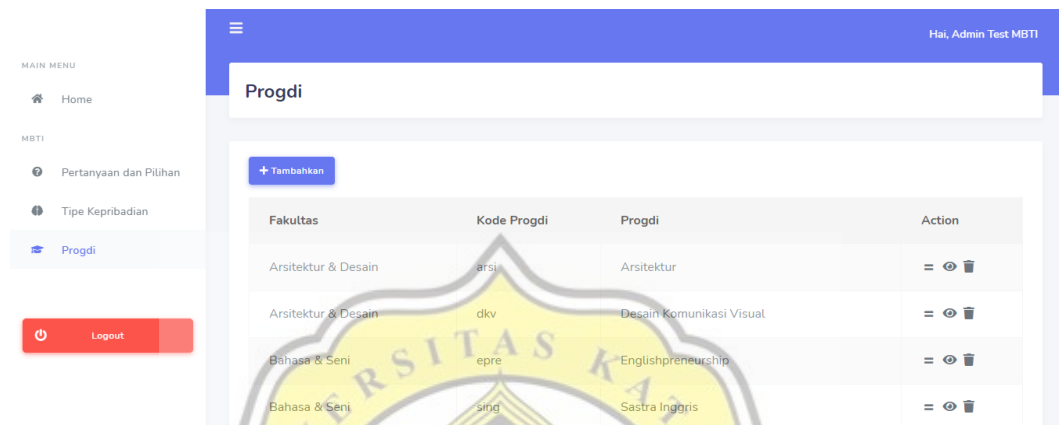 Hai, Admin Test MBTI
MAIN MENU
Home
MBTI
Pertanyaan dan Pilihan
Tipe Kepribadian
Progdi
Logout
Progdi
+ Tambahkan
Fakultas Kode Progdi Progdi Action
Arsitektur & Desain arsi Arsitektur
Arsitektur & Desain dkv Desain Komunikasi Visual
Bahasa & Seni epre Englishpreneurship
Bahasa & Seni sing Sastra Inggris
ERSITAS KAT